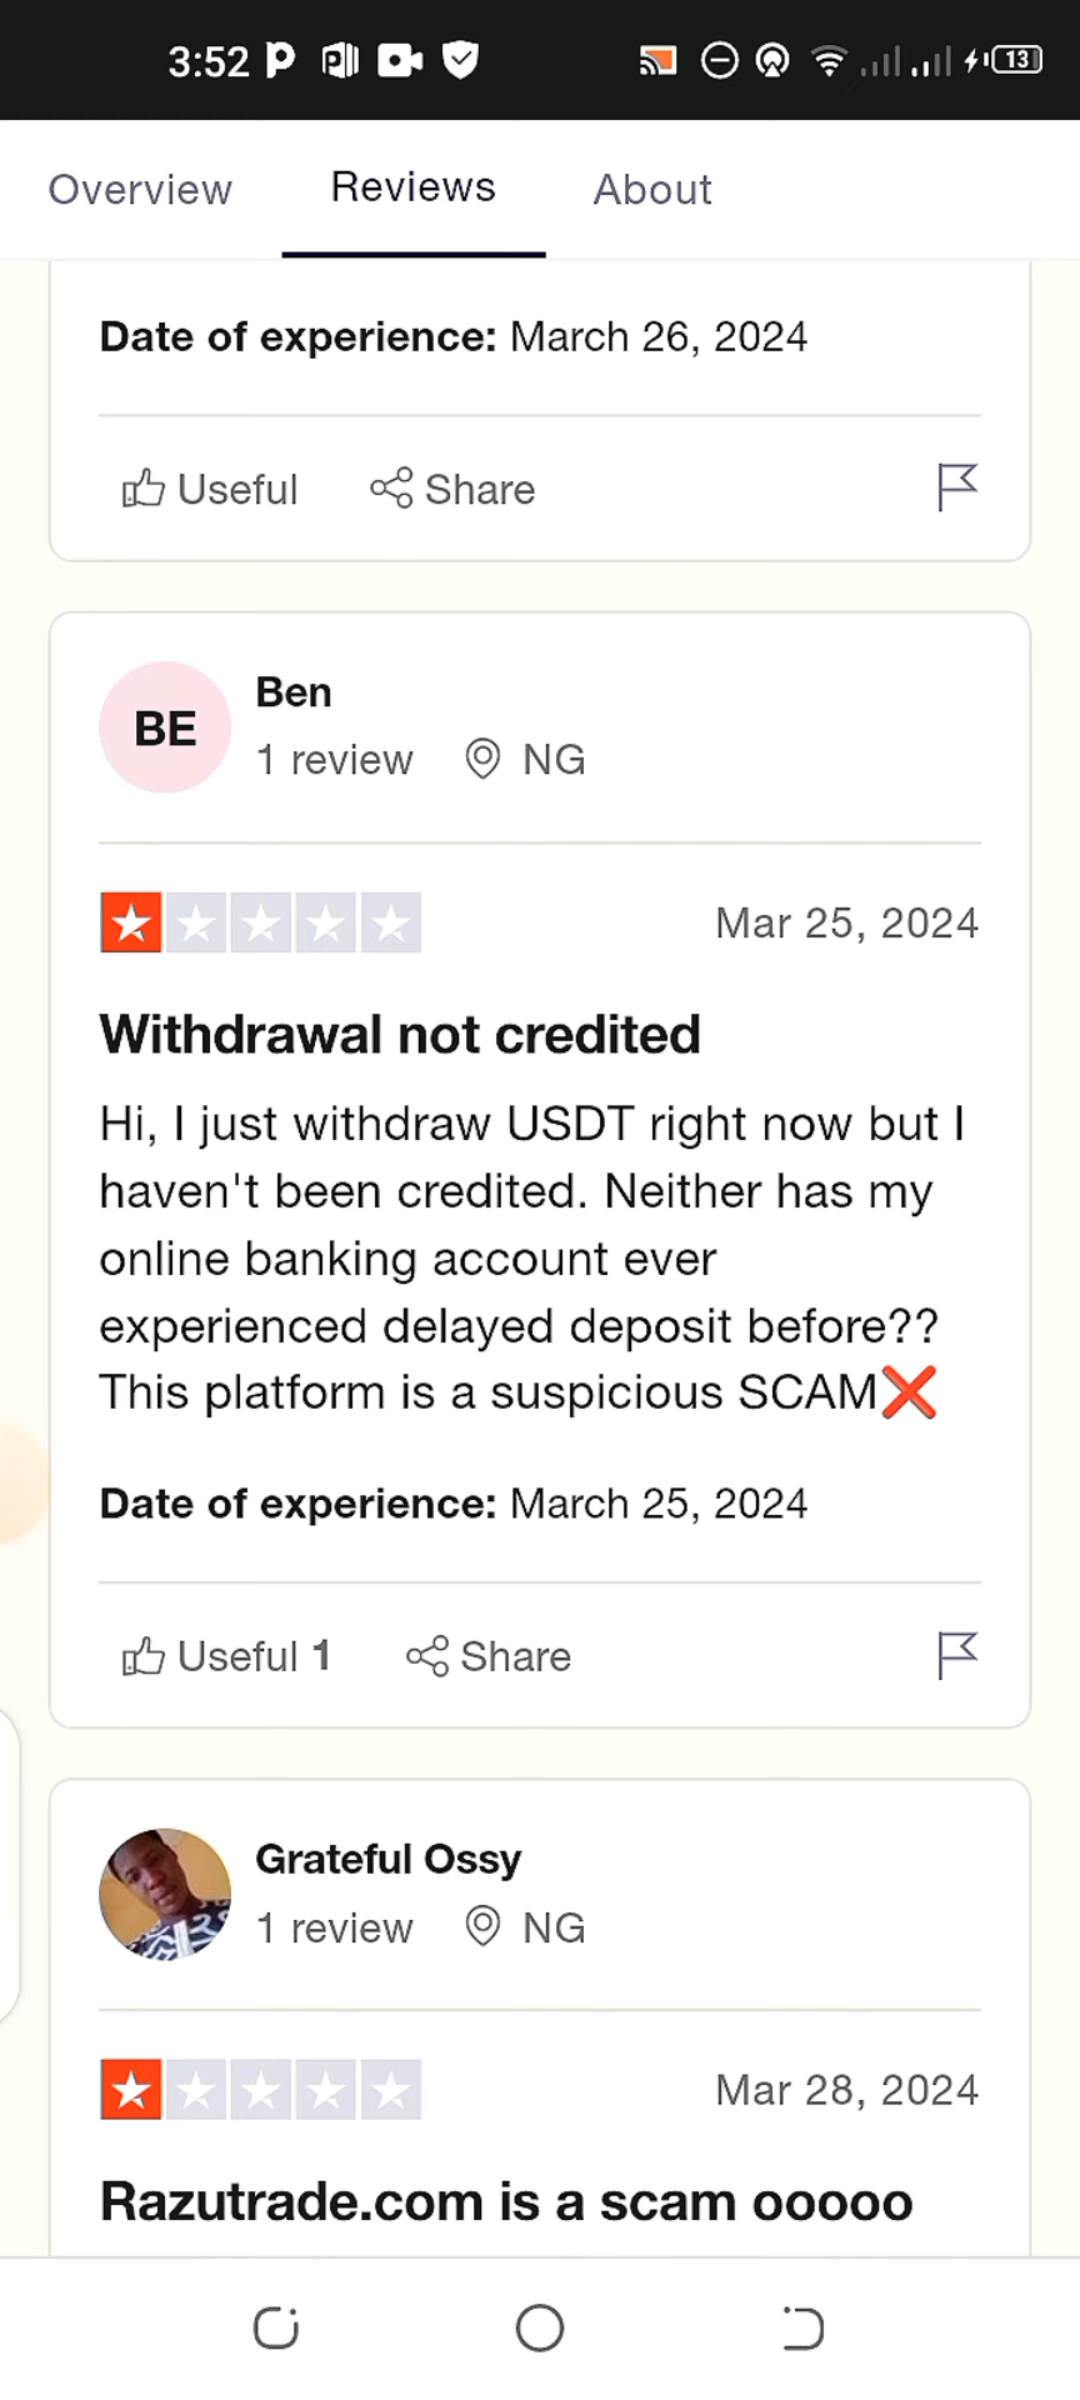 3:52
13
Overview Reviews About
Date of experience: March 26, 2024
Useful Share
BE
Ben
1 review NG
Mar 25, 2024
Withdrawal not credited
Hi, I just withdraw USDT right now but I
haven't been credited. Neither has my
online banking account ever
experienced delayed deposit before??
This platform is a suspicious SCAM❌
Date of experience: March 25, 2024
Useful 1 Share
Grateful Ossy
1 review NG
Mar 28, 2024
Razutrade.com is a scam ooooo